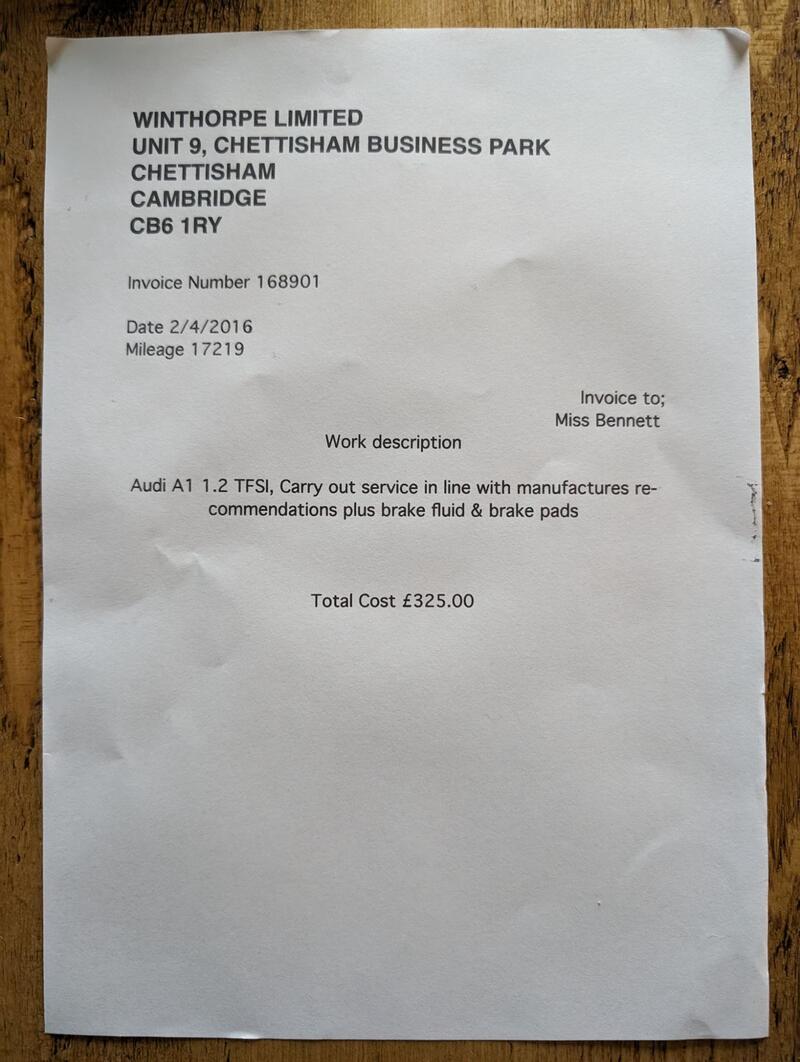 WINTHORPE LIMITED
UNIT 9, CHETTISHAM BUSINESS PARK
CHETTISHAM
CAMBRIDGE
CB6 1RY
Invoice Number 168901
Date 2/4/2016
Mileage 17219
Invoice to;
Miss Bennett
Work description
Audi A1 1.2 TFSI, Carry out service in line with manufactures re-
commendations plus brake fluid & brake pads
Total Cost £325.00